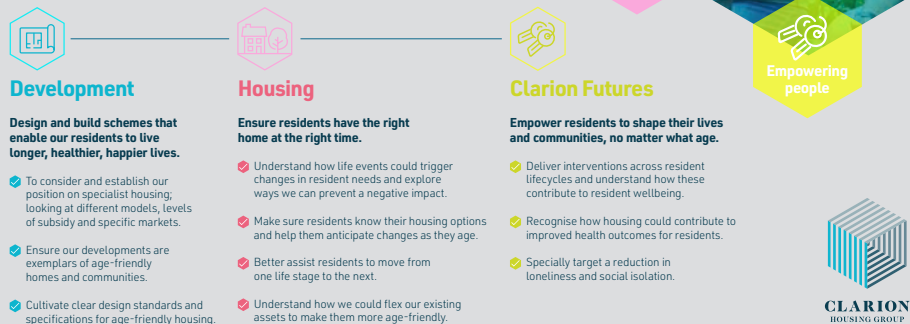 Development
Design and build schemes that
enable our residents to live
longer, healthier, happier lives.
To consider and establish our
position on specialist housing;
looking at different models, levels
of subsidy and specific markets.
Ensure our developments are
exemplars of age-friendly
homes and communities.
Cultivate clear design standards and
specifications for age-friendly housing.
Housing
Ensure residents have the right
home at the right time.
Understand how life events could trigger
changes in resident needs and explore
ways we can prevent a negative impact.
Make sure residents know their housing options
and help them anticipate changes as they age.
Better assist residents to move from
one life stage to the next.
Understand how we could flex our existing
assets to make them more age-friendly.
Clarion Futures
Empower residents to shape their lives
and communities, no matter what age.
Deliver interventions across resident
lifecycles and understand how these
contribute to resident wellbeing.
Recognise how housing could contribute to
improved health outcomes for residents.
Specially target a reduction in
loneliness and social isolation.
Empowering
people
CLARION
HOUSING GROUP